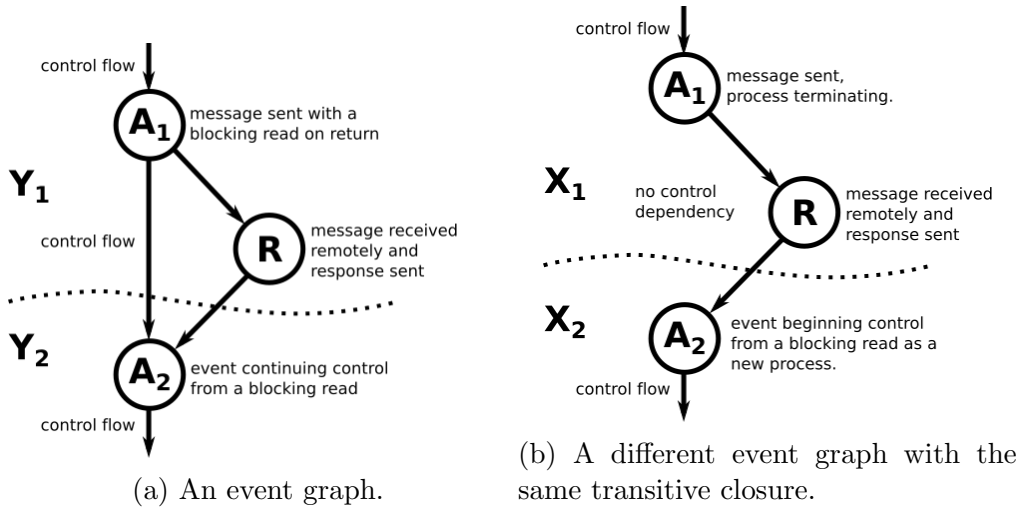 control flow
A1
message sent with a
blocking read on return
Y1
control flow
R
message received
remotely and
response sent
Y2
A2
event continuing control
from a blocking read
control flow
(a) An event graph.
control flow
A1
message sent,
process terminating.
X1
no control
dependency
R
message received
remotely and
response sent
X2
A2
event beginning control
from a blocking read as a
new process.
control flow
(b) A different event graph with the
same transitive closure.